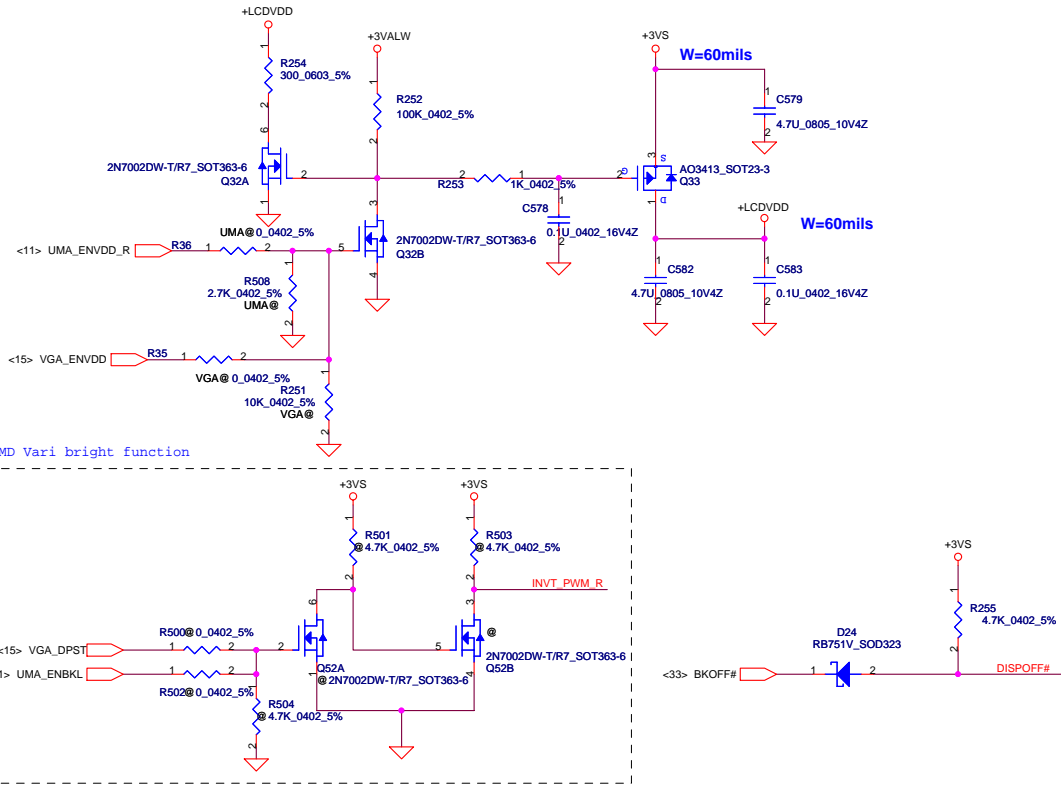 +LCDVDD
+3VALW
+3VS
W=60mils
1
R254
300_0603_5%
2
1
R252
100K_0402_5%
2
1
C579
4.7U_0805_10V4Z
2
6
2N7002DW-T/R7_SOT363-6
Q32A
2
1
2
R253
1
1K_0402_5%
3
S
G
2
AO3413_SOT23-3
Q33
D
1
C578
1
0.1U_0402_16V4Z
2
+LCDVDD
W=60mils
3
UMA@ 0_0402_5%
<11> UMA_ENVDD_R
R36
1
2
5
2N7002DW-T/R7_SOT363-6
Q32B
4
1
R508
2.7K_0402_5%
UMA@
2
1
C582
4.7U_0805_10V4Z
2
1
C583
0.1U_0402_16V4Z
2
<15> VGA_ENVDD
R35
1
2
VGA@ 0_0402_5%
1
R251
10K_0402_5%
VGA@
2
MD Vari bright function
+3VS
+3VS
1
R501
@ 4.7K_0402_5%
2
1
R503
@ 4.7K_0402_5%
2
INVT_PWM_R
+3VS
1
R255
4.7K_0402_5%
2
6
3
@
R500@ 0_0402_5%
<15> VGA_DPST
1
2
2
5
2N7002DW-T/R7_SOT363-6
Q52B
4
1> UMA_ENBKL
1
2
R502@ 0_0402_5%
Q52A
1
@ 2N7002DW-T/R7_SOT363-6
1
R504
@ 4.7K_0402_5%
2
D24
RB751V_SOD323
<33> BKOFF#
1
2
DISPOFF#